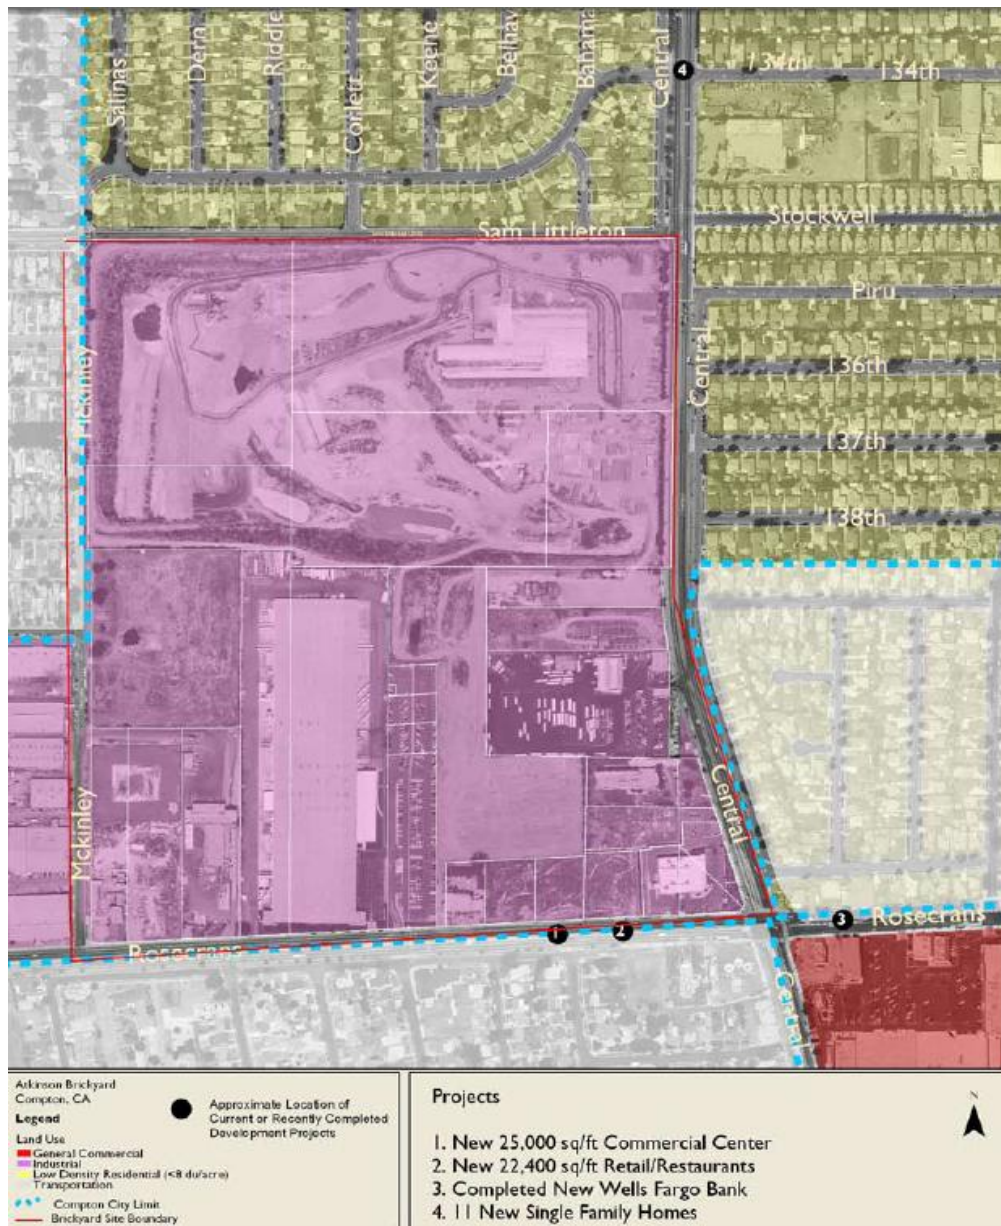 Salinas
Dern
Riddle
Corlett
Keene
Belhav
Bahama
Central
4
134th
134th
Sam Littleton
Stockwell
Piru
Mckinley
Central
136th
137th
138th
Mckinley
Central
1
2
3
Rosecrans
Rosecrans
Central
Atkinson Brickyard
Compton, CA
Legend
Land Use
General Commercial
Industrial
Low Density Residential (<8 du/acre)
Transportation
Compton City Limit
Brickyard Site Boundary
Approximate Location of
Current or Recently Completed
Development Projects
Projects
1. New 25,000 sq/ft Commercial Center
2. New 22,400 sq/ft Retail/Restaurants
3. Completed New Wells Fargo Bank
4. 11 New Single Family Homes
N